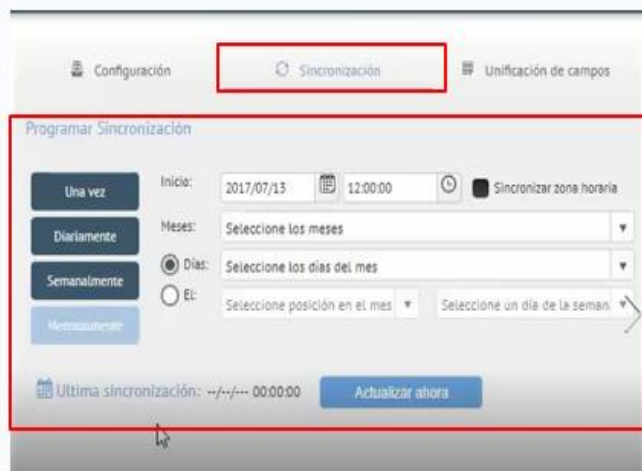 Configuración
Sincronización
Unificación de campos
Programar Sincronización
Una vez
Diariamente
Semanalmente
Mensualmente
Inicio: 2017/07/13 12:00:00 Sincronizar zona horaria
Meses: Seleccione los meses
Días: Seleccione los días del mes
El: Seleccione posición en el mes Seleccione un día de la seman
Ultima sincronización: --/--/--- 00:00:00 Actualizar ahora